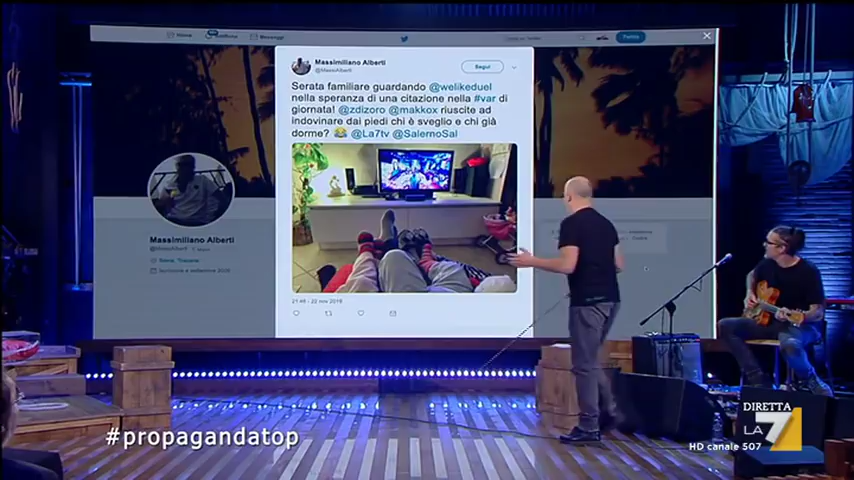 Home
Massimiliano Alberti
@MassiAlberti
Segui
Serata familiare guardando @welikeduel
nella speranza di una citazione nella #var di
giornata! @zdizoro @makkox riuscite ad
indovinare dai piedi chi è sveglio e chi già
dorme? 😂 @La7tv @SalernoSal
21:46 - 22 nov 2018
Massimiliano Alberti
#propagandatop
DIRETTA
LA 7
HD canale 507